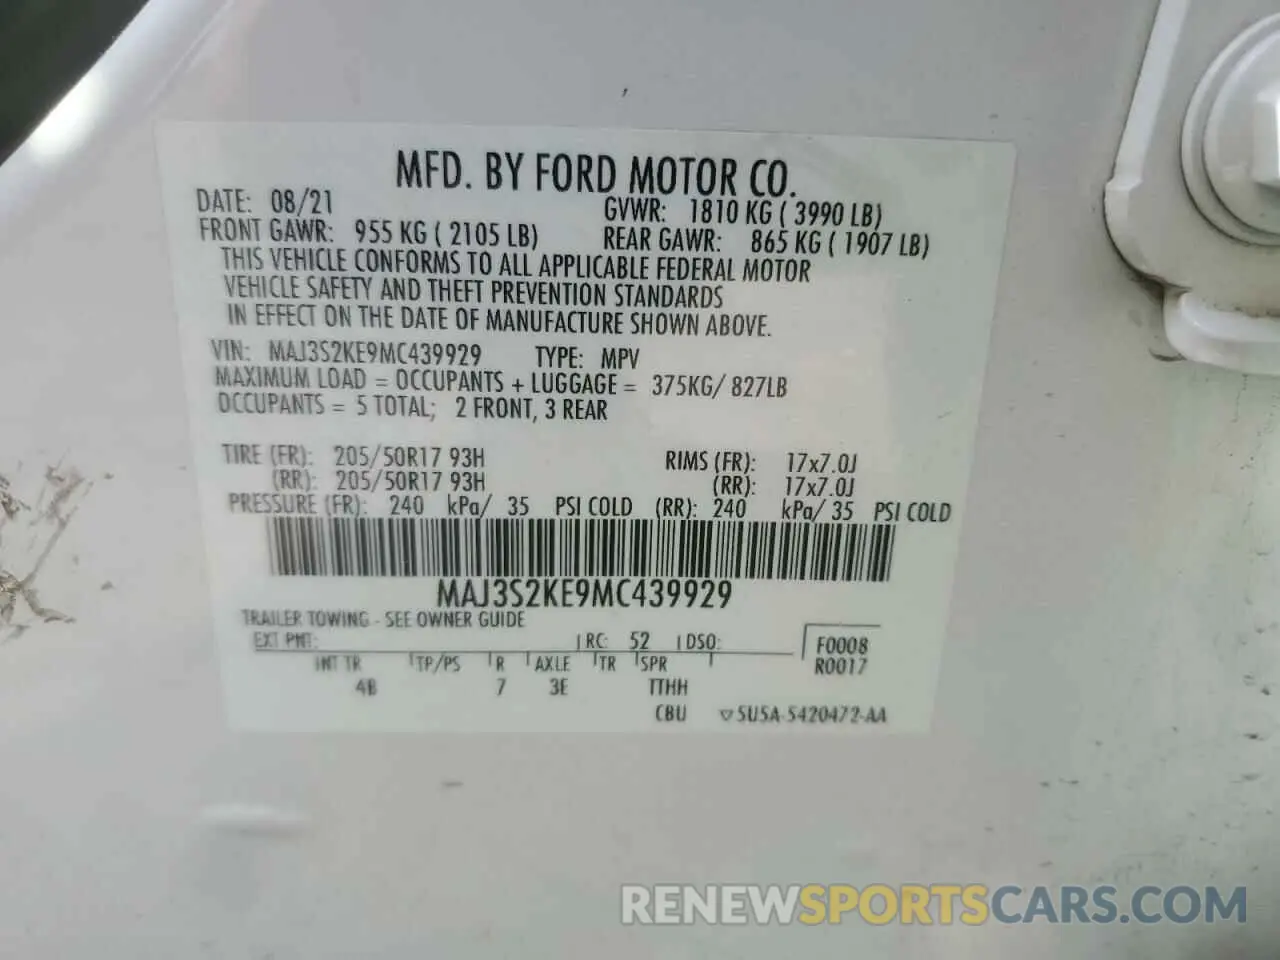 MFD. BY FORD MOTOR CO.
DATE: 08/21 GVWR: 1810 KG ( 3990 LB)
FRONT GAWR: 955 KG ( 2105 LB) REAR GAWR: 865 KG ( 1907 LB)
THIS VEHICLE CONFORMS TO ALL APPLICABLE FEDERAL MOTOR
VEHICLE SAFETY AND THEFT PREVENTION STANDARDS
IN EFFECT ON THE DATE OF MANUFACTURE SHOWN ABOVE.
VIN: MAJ3S2KE9MC439929 TYPE: MPV
MAXIMUM LOAD = OCCUPANTS + LUGGAGE = 375KG/ 827LB
OCCUPANTS = 5 TOTAL; 2 FRONT, 3 REAR
TIRE (FR): 205/50R17 93H RIMS (FR): 17x7.0J
(RR): 205/50R17 93H (RR): 17x7.0J
PRESSURE (FR): 240 kPa/ 35 PSI COLD (RR): 240 kPa/ 35 PSI COLD
MAJ3S2KE9MC439929
TRAILER TOWING - SEE OWNER GUIDE
EXT PNT: RC: 52 DSO: F0008
INT TR TP/PS R AXLE TR SPR R0017
4B 7 3E TTHH
CBU ▽5U5A-5420472-AA
RENEWSPORTSCARS.COM